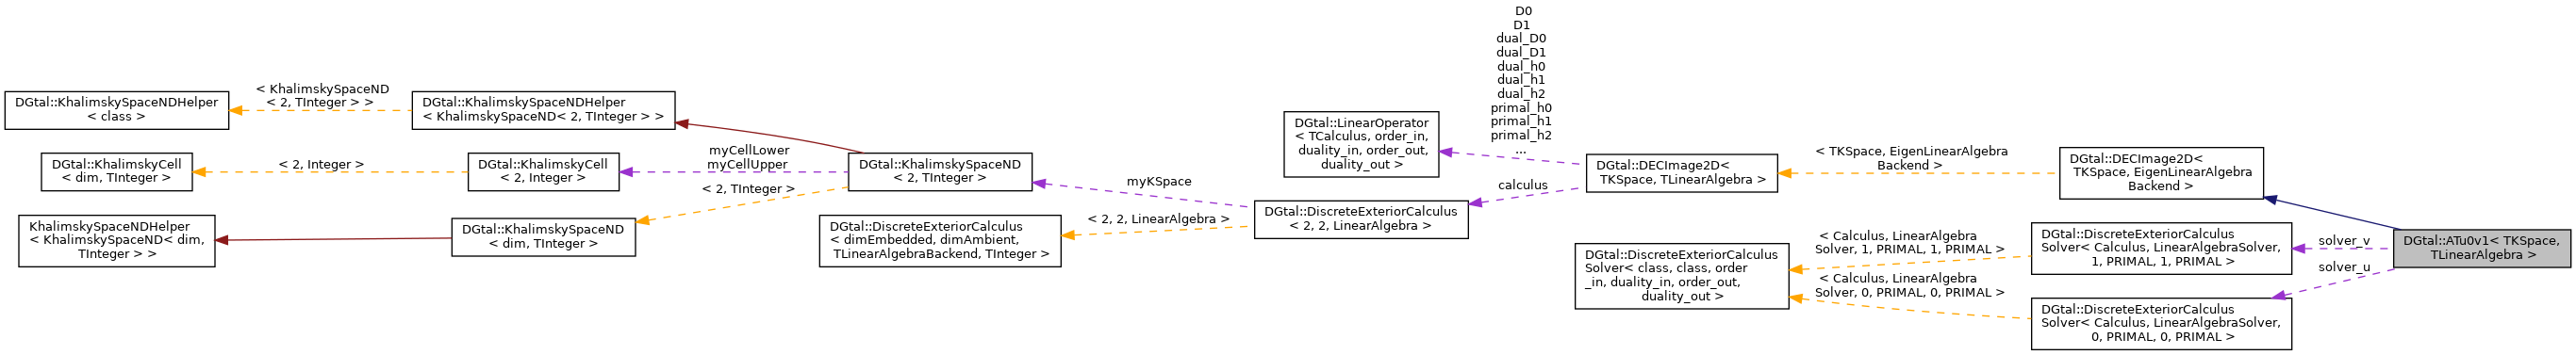 DGtal::KhalimskySpaceNDHelper
< class >
< KhalimskySpaceND
< 2, TInteger > >
DGtal::KhalimskySpaceNDHelper
< KhalimskySpaceND< 2, TInteger > >
DGtal::KhalimskyCell
< dim, TInteger >
< 2, Integer >
DGtal::KhalimskyCell
< 2, Integer >
myCellLower
myCellUpper
< 2, TInteger >
DGtal::KhalimskySpaceND
< 2, TInteger >
KhalimskySpaceNDHelper
< KhalimskySpaceND< dim,
TInteger > >
DGtal::KhalimskySpaceND
< dim, TInteger >
DGtal::DiscreteExteriorCalculus
< dimEmbedded, dimAmbient,
TLinearAlgebraBackend, TInteger >
myKSpace
< 2, 2, LinearAlgebra >
DGtal::LinearOperator
< TCalculus, order_in,
duality_in, order_out,
duality_out >
DGtal::DiscreteExteriorCalculus
< 2, 2, LinearAlgebra >
D0
D1
dual_D0
dual_D1
dual_h0
dual_h1
dual_h2
primal_h0
primal_h1
primal_h2
...
calculus
DGtal::DECImage2D<
TKSpace, TLinearAlgebra >
DGtal::DiscreteExteriorCalculus
Solver< class, class, order
_in, duality_in, order_out,
duality_out >
< TKSpace, EigenLinearAlgebra
Backend >
< Calculus, LinearAlgebra
Solver, 1, PRIMAL, 1, PRIMAL >
< Calculus, LinearAlgebra
Solver, 0, PRIMAL, 0, PRIMAL >
DGtal::DECImage2D<
TKSpace, EigenLinearAlgebra
Backend >
DGtal::DiscreteExteriorCalculus
Solver< Calculus, LinearAlgebraSolver,
1, PRIMAL, 1, PRIMAL >
DGtal::DiscreteExteriorCalculus
Solver< Calculus, LinearAlgebraSolver,
0, PRIMAL, 0, PRIMAL >
solver_v
solver_u
DGtal::ATu0v1< TKSpace,
TLinearAlgebra >